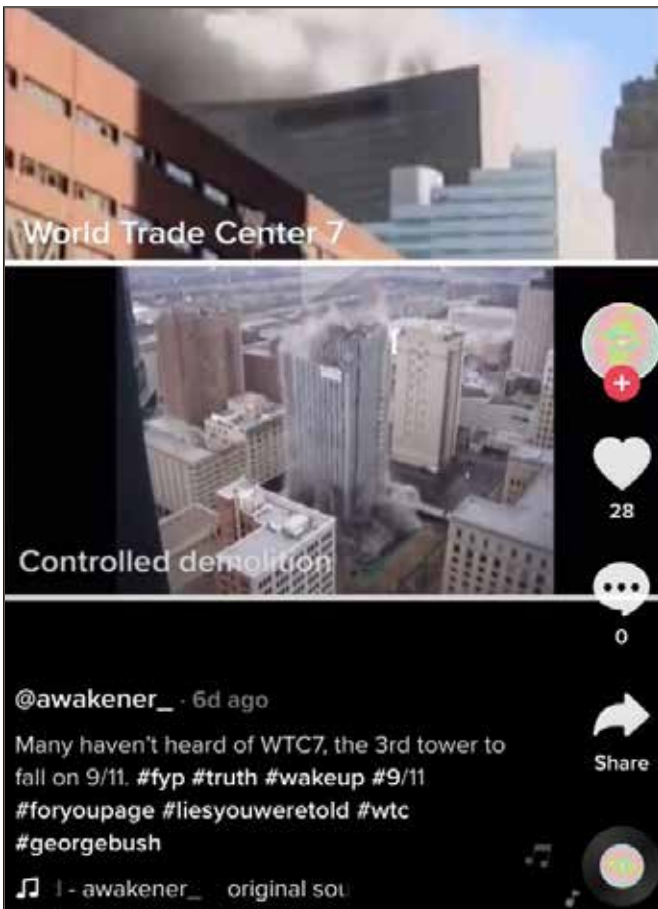 World Trade Center 7
Controlled demolition
28
0
@awakener_ · 6d ago
Many haven't heard of WTC7, the 3rd tower to
fall on 9/11. #fyp #truth #wakeup #9/11
#foryoupage #liesyouweretold #wtc
#georgebush
Share
- awakener_ original